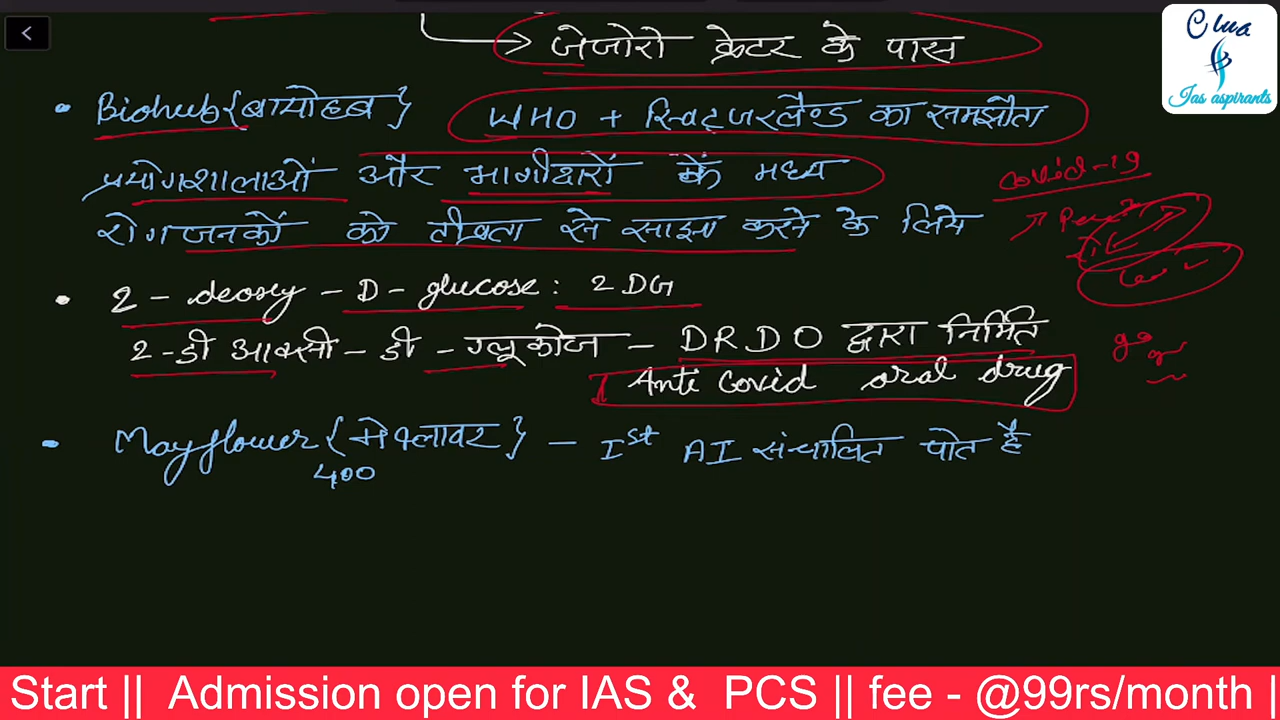 → जेजोरो क्रेटर के पास
Clua
Ias aspirants
• Biohub {बायोहब} WHO + स्विट्जरलैण्ड का समझौता
प्रयोगशालाओं और भागीदारों कें मध्य
covid-19
रोगजनकों को तीव्रता से साझा करने के लिये
• 2 - deoxy - D - glucose : 2 DG
2-डी आक्सी - डी - ग्लूकोज - DRDO द्वारा निर्मित
Anti Covid oral drug
• Mayflower {मेफ्लावर} - Ist AI संचालित पोत है
400
Start || Admission open for IAS & PCS || fee - @99rs/month |